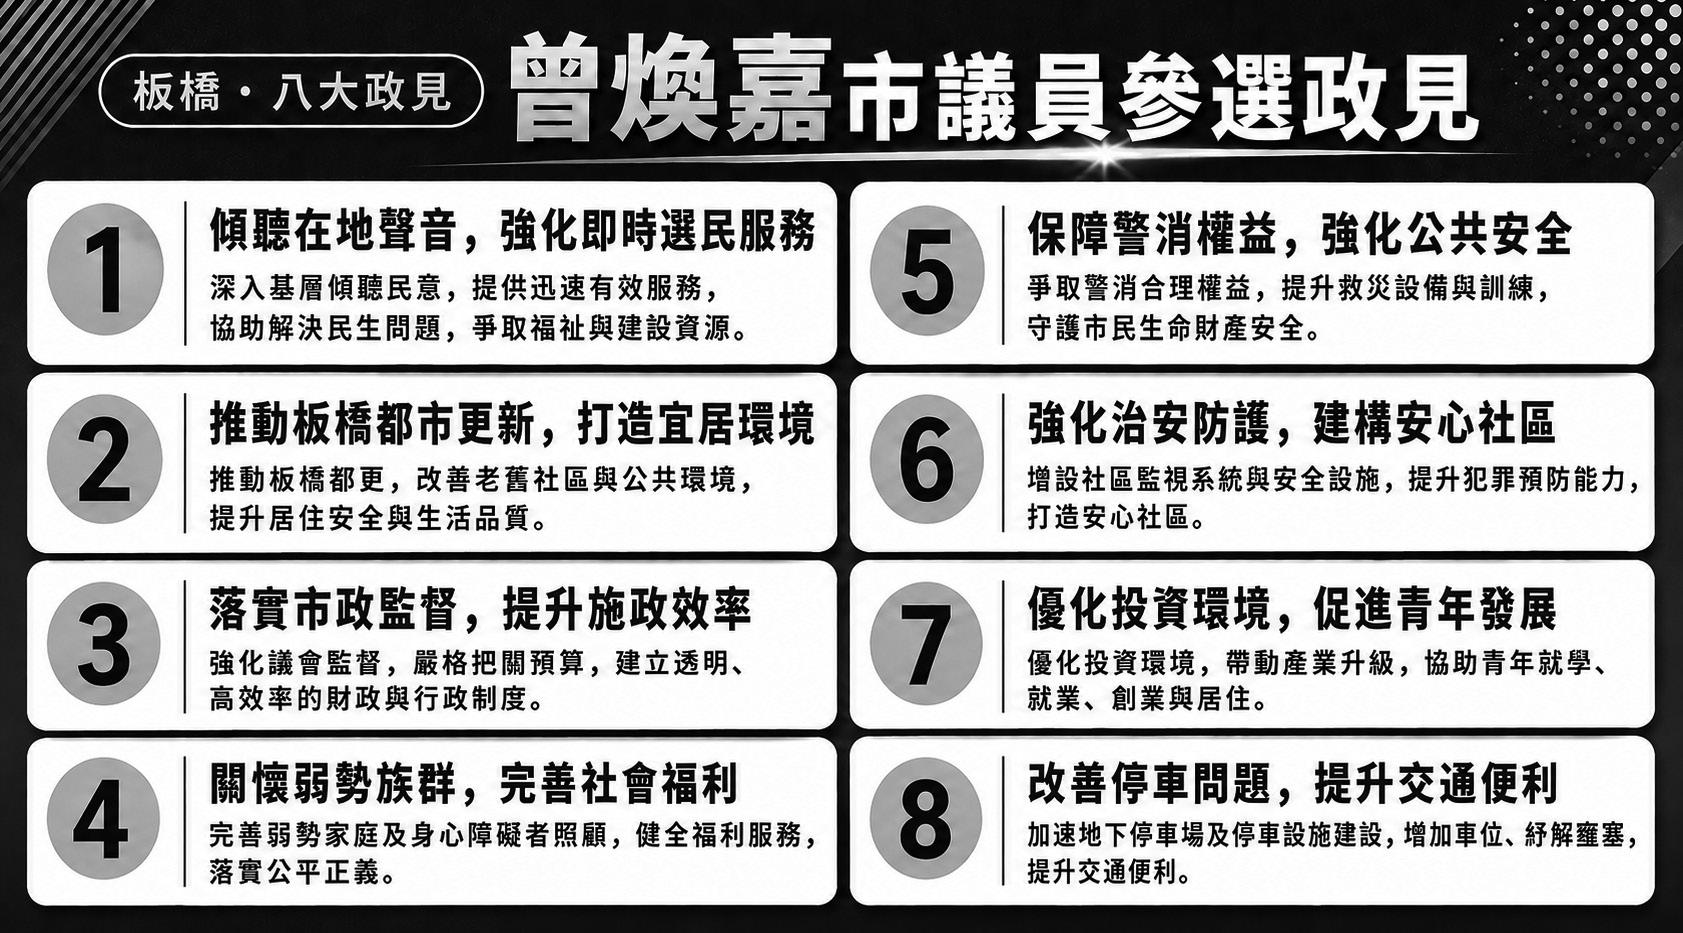 板橋・八大政見
曾煥嘉市議員參選政見
1
傾聽在地聲音，強化即時選民服務
深入基層傾聽民意，提供迅速有效服務，
協助解決民生問題，爭取福祉與建設資源。
2
推動板橋都市更新，打造宜居環境
推動板橋都更，改善老舊社區與公共環境，
提升居住安全與生活品質。
3
落實市政監督，提升施政效率
強化議會監督，嚴格把關預算，建立透明、
高效率的財政與行政制度。
4
關懷弱勢族群，完善社會福利
完善弱勢家庭及身心障礙者照顧，健全福利服務，
落實公平正義。
5
保障警消權益，強化公共安全
爭取警消合理權益，提升救災設備與訓練，
守護市民生命財產安全。
6
強化治安防護，建構安心社區
增設社區監視系統與安全設施，提升犯罪預防能力，
打造安心社區。
7
優化投資環境，促進青年發展
優化投資環境，帶動產業升級，協助青年就學、
就業、創業與居住。
8
改善停車問題，提升交通便利
加速地下停車場及停車設施建設，增加車位、紓解壅塞，
提升交通便利。